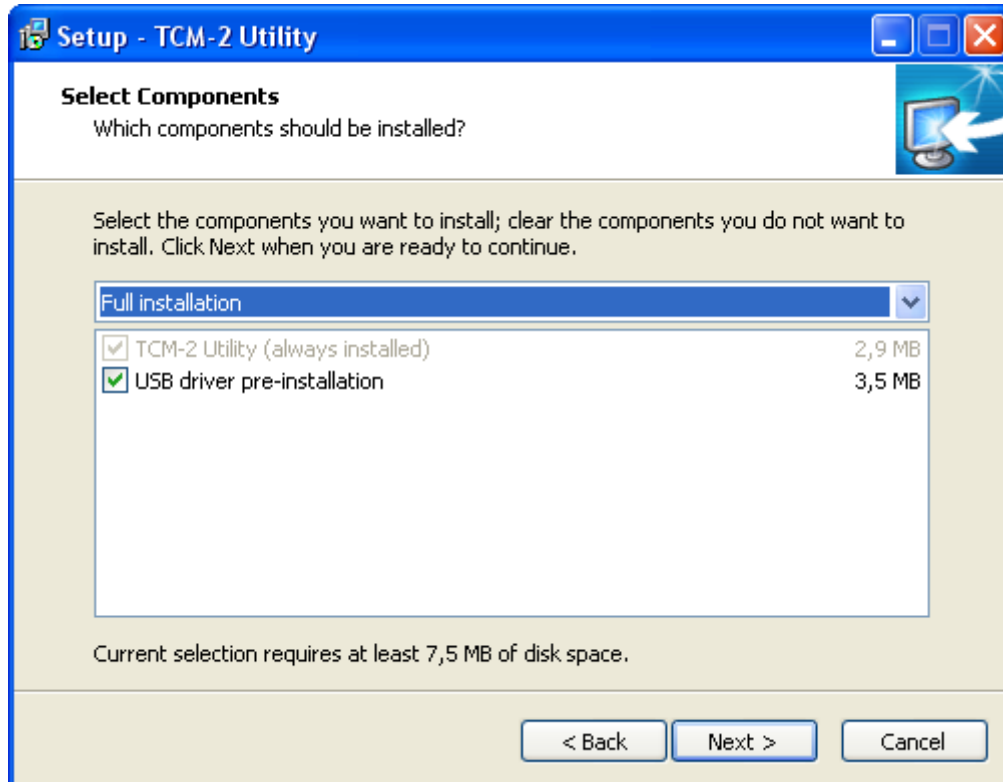 Setup - TCM-2 Utility
Select Components
Which components should be installed?
Select the components you want to install; clear the components you do not want to
install. Click Next when you are ready to continue.
Full installation
TCM-2 Utility (always installed) 2,9 MB
USB driver pre-installation 3,5 MB
Current selection requires at least 7,5 MB of disk space.
< Back Next > Cancel